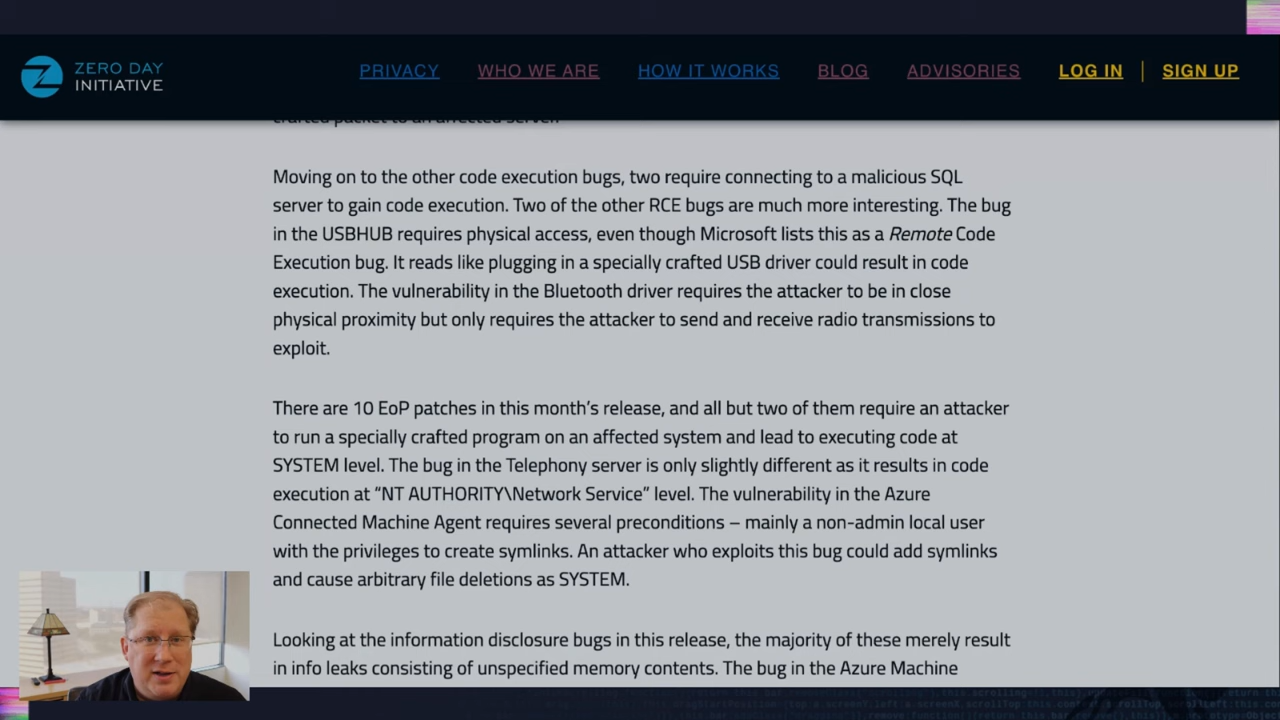 ZERO DAY
INITIATIVE
PRIVACY
WHO WE ARE
HOW IT WORKS
BLOG
ADVISORIES
LOG IN
SIGN UP
crafted packet to an affected server.
Moving on to the other code execution bugs, two require connecting to a malicious SQL
server to gain code execution. Two of the other RCE bugs are much more interesting. The bug
in the USBHUB requires physical access, even though Microsoft lists this as a Remote Code
Execution bug. It reads like plugging in a specially crafted USB driver could result in code
execution. The vulnerability in the Bluetooth driver requires the attacker to be in close
physical proximity but only requires the attacker to send and receive radio transmissions to
exploit.
There are 10 EoP patches in this month’s release, and all but two of them require an attacker
to run a specially crafted program on an affected system and lead to executing code at
SYSTEM level. The bug in the Telephony server is only slightly different as it results in code
execution at “NT AUTHORITY\Network Service” level. The vulnerability in the Azure
Connected Machine Agent requires several preconditions – mainly a non-admin local user
with the privileges to create symlinks. An attacker who exploits this bug could add symlinks
and cause arbitrary file deletions as SYSTEM.
Looking at the information disclosure bugs in this release, the majority of these merely result
in info leaks consisting of unspecified memory contents. The bug in the Azure Machine